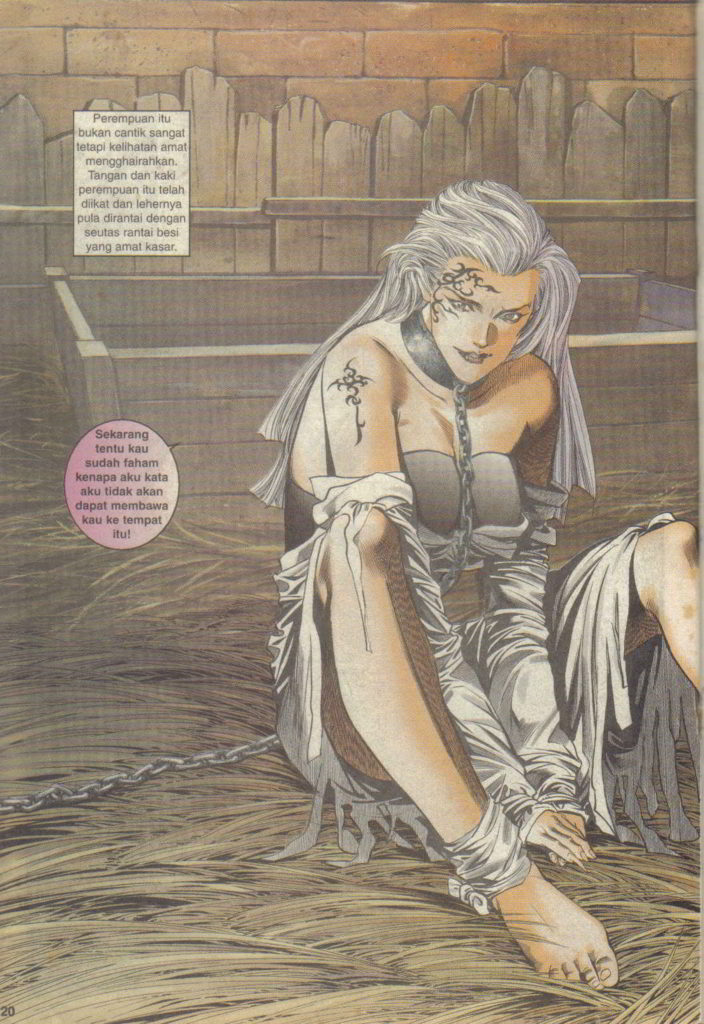 Perempuan itu
bukan cantik sangat
tetapi kelihatan amat
mengghairahkan.
Tangan dan kaki
perempuan itu telah
diikat dan lehernya
pula dirantai dengan
seutas rantai besi
yang amat kasar.
Sekarang
tentu kau
sudah faham
kenapa aku kata
aku tidak akan
dapat membawa
kau ke tempat
itu!
20